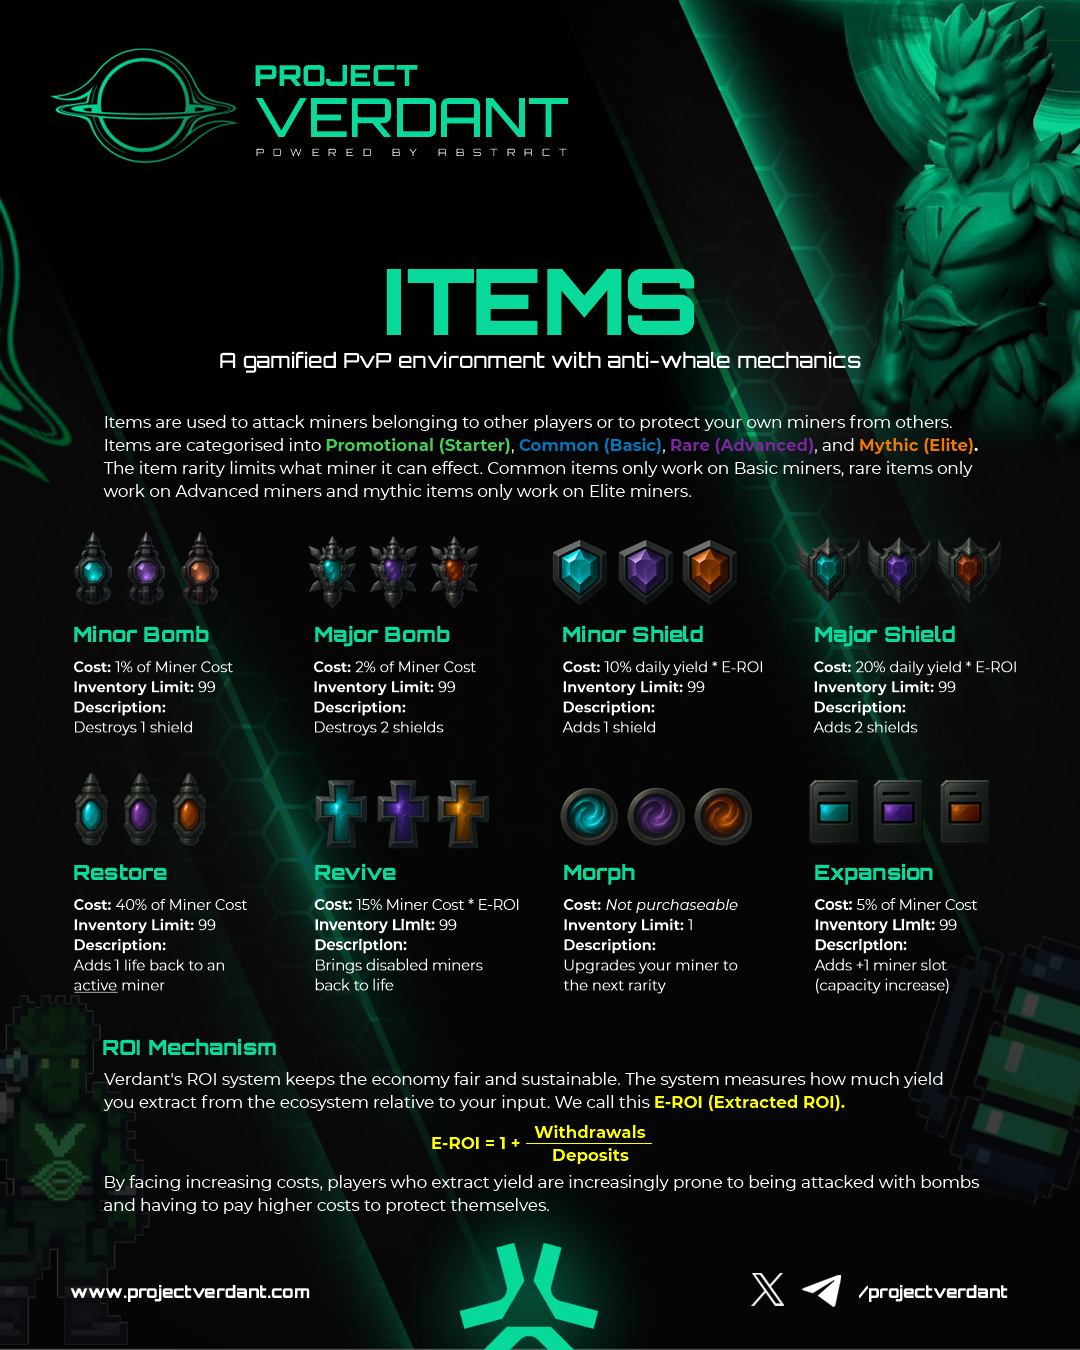 PROJECT
VERDANT
POWERED BY ABSTRACT
ITEMS
A gamified PvP environment with anti-whale mechanics
Items are used to attack miners belonging to other players or to protect your own miners from others.
Items are categorised into Promotional (Starter), Common (Basic), Rare (Advanced), and Mythic (Elite).
The item rarity limits what miner it can effect. Common items only work on Basic miners, rare items only
work on Advanced miners and mythic items only work on Elite miners.
Minor Bomb
Cost: 1% of Miner Cost
Inventory Limit: 99
Description:
Destroys 1 shield
Major Bomb
Cost: 2% of Miner Cost
Inventory Limit: 99
Description:
Destroys 2 shields
Minor Shield
Cost: 10% daily yield * E-ROI
Inventory Limit: 99
Description:
Adds 1 shield
Major Shield
Cost: 20% daily yield * E-ROI
Inventory Limit: 99
Description:
Adds 2 shields
Restore
Cost: 40% of Miner Cost
Inventory Limit: 99
Description:
Adds 1 life back to an
active miner
Revive
Cost: 15% Miner Cost * E-ROI
Inventory Limit: 99
Description:
Brings disabled miners
back to life
Morph
Cost: Not purchaseable
Inventory Limit: 1
Description:
Upgrades your miner to
the next rarity
Expansion
Cost: 5% of Miner Cost
Inventory Limit: 99
Description:
Adds +1 miner slot
(capacity increase)
ROI Mechanism
Verdant's ROI system keeps the economy fair and sustainable. The system measures how much yield
you extract from the ecosystem relative to your input. We call this E-ROI (Extracted ROI).
E-ROI = 1 + Withdrawals
Deposits
By facing increasing costs, players who extract yield are increasingly prone to being attacked with bombs
and having to pay higher costs to protect themselves.
www.projectverdant.com
/projectverdant